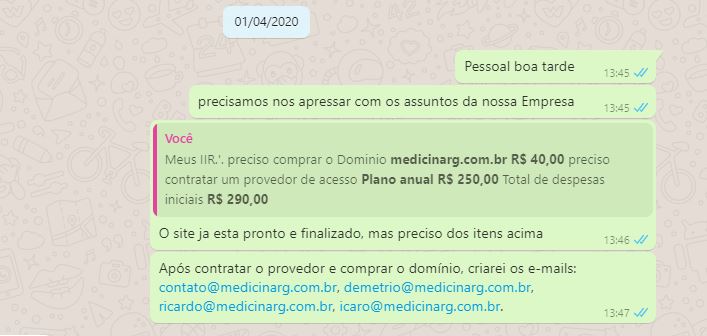 01/04/2020
Pessoal boa tarde
13:45
precisamos nos apressar com os assuntos da nossa Empresa
13:45
Você
Meus IIR.'. preciso comprar o Dominio medicinarg.com.br R$ 40,00 preciso
contratar um provedor de acesso Plano anual R$ 250,00 Total de despesas
iniciais R$ 290,00
O site ja esta pronto e finalizado, mas preciso dos itens acima
13:46
Após contratar o provedor e comprar o domínio, criarei os e-mails:
contato@medicinarg.com.br, demetrio@medicinarg.com.br,
ricardo@medicinarg.com.br, icaro@medicinarg.com.br.
13:47